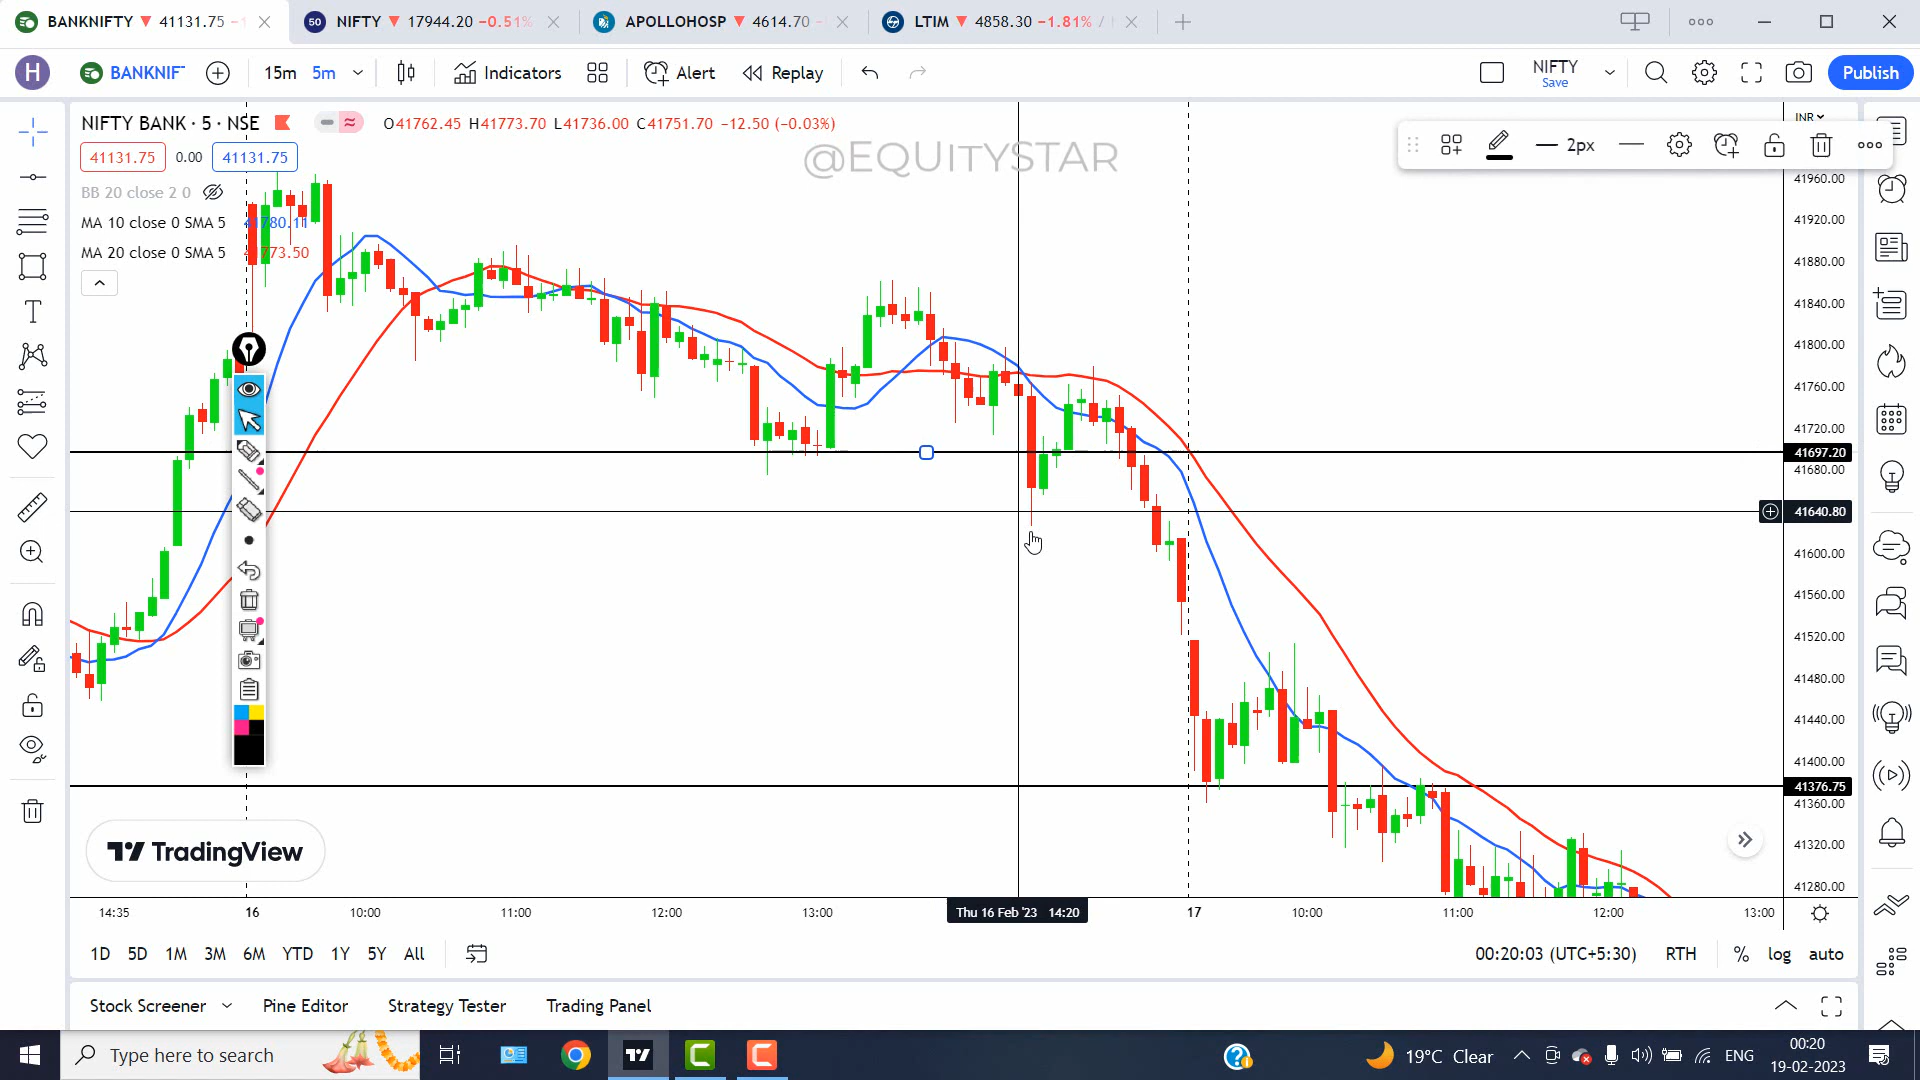 BANKNIFTY ▼ 41131.75 −1
50 NIFTY ▼ 17944.20 −0.51%
APOLLOHOSP ▼ 4614.70 −
LTIM ▼ 4858.30 −1.81% /
H BANKNIFT 15m 5m Indicators Alert Replay NIFTY Save Publish
NIFTY BANK · 5 · NSE O41762.45 H41773.70 L41736.00 C41751.70 −12.50 (−0.03%)
41131.75 0.00 41131.75
BB 20 close 2 0
MA 10 close 0 SMA 5 41780.11
MA 20 close 0 SMA 5 41773.50
@EQUITYSTAR
2px
INR
41960.00
41920.00
41880.00
41840.00
41800.00
41760.00
41720.00
41697.20
41680.00
41640.80
41600.00
41560.00
41520.00
41480.00
41440.00
41400.00
41376.75
41360.00
41320.00
41280.00
TradingView
14:35 16 10:00 11:00 12:00 13:00 Thu 16 Feb '23 14:20 17 10:00 11:00 12:00 13:00
1D 5D 1M 3M 6M YTD 1Y 5Y All 00:20:03 (UTC+5:30) RTH % log auto
Stock Screener Pine Editor Strategy Tester Trading Panel
Type here to search 19°C Clear ENG 00:20
19-02-2023